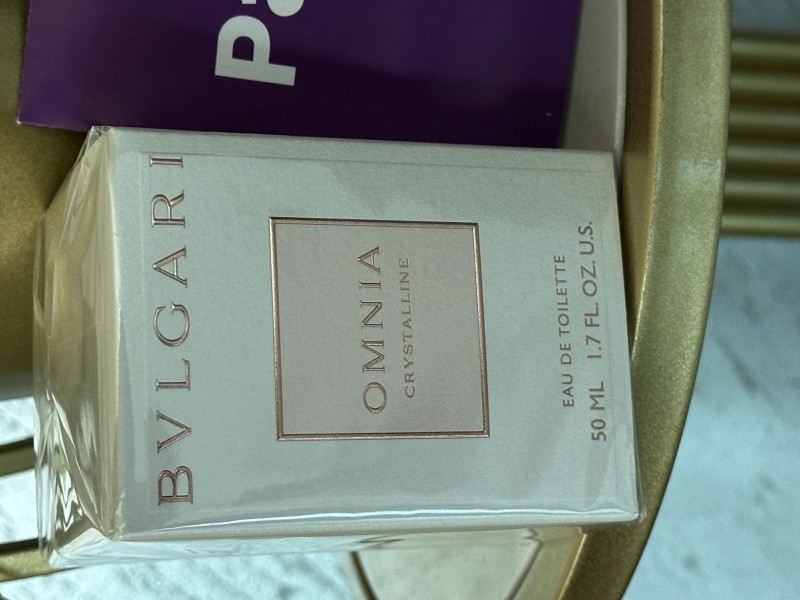 BVLGARI
OMNIA
CRYSTALLINE
EAU DE TOILETTE
50 ML 1.7 FL. OZ. U.S.